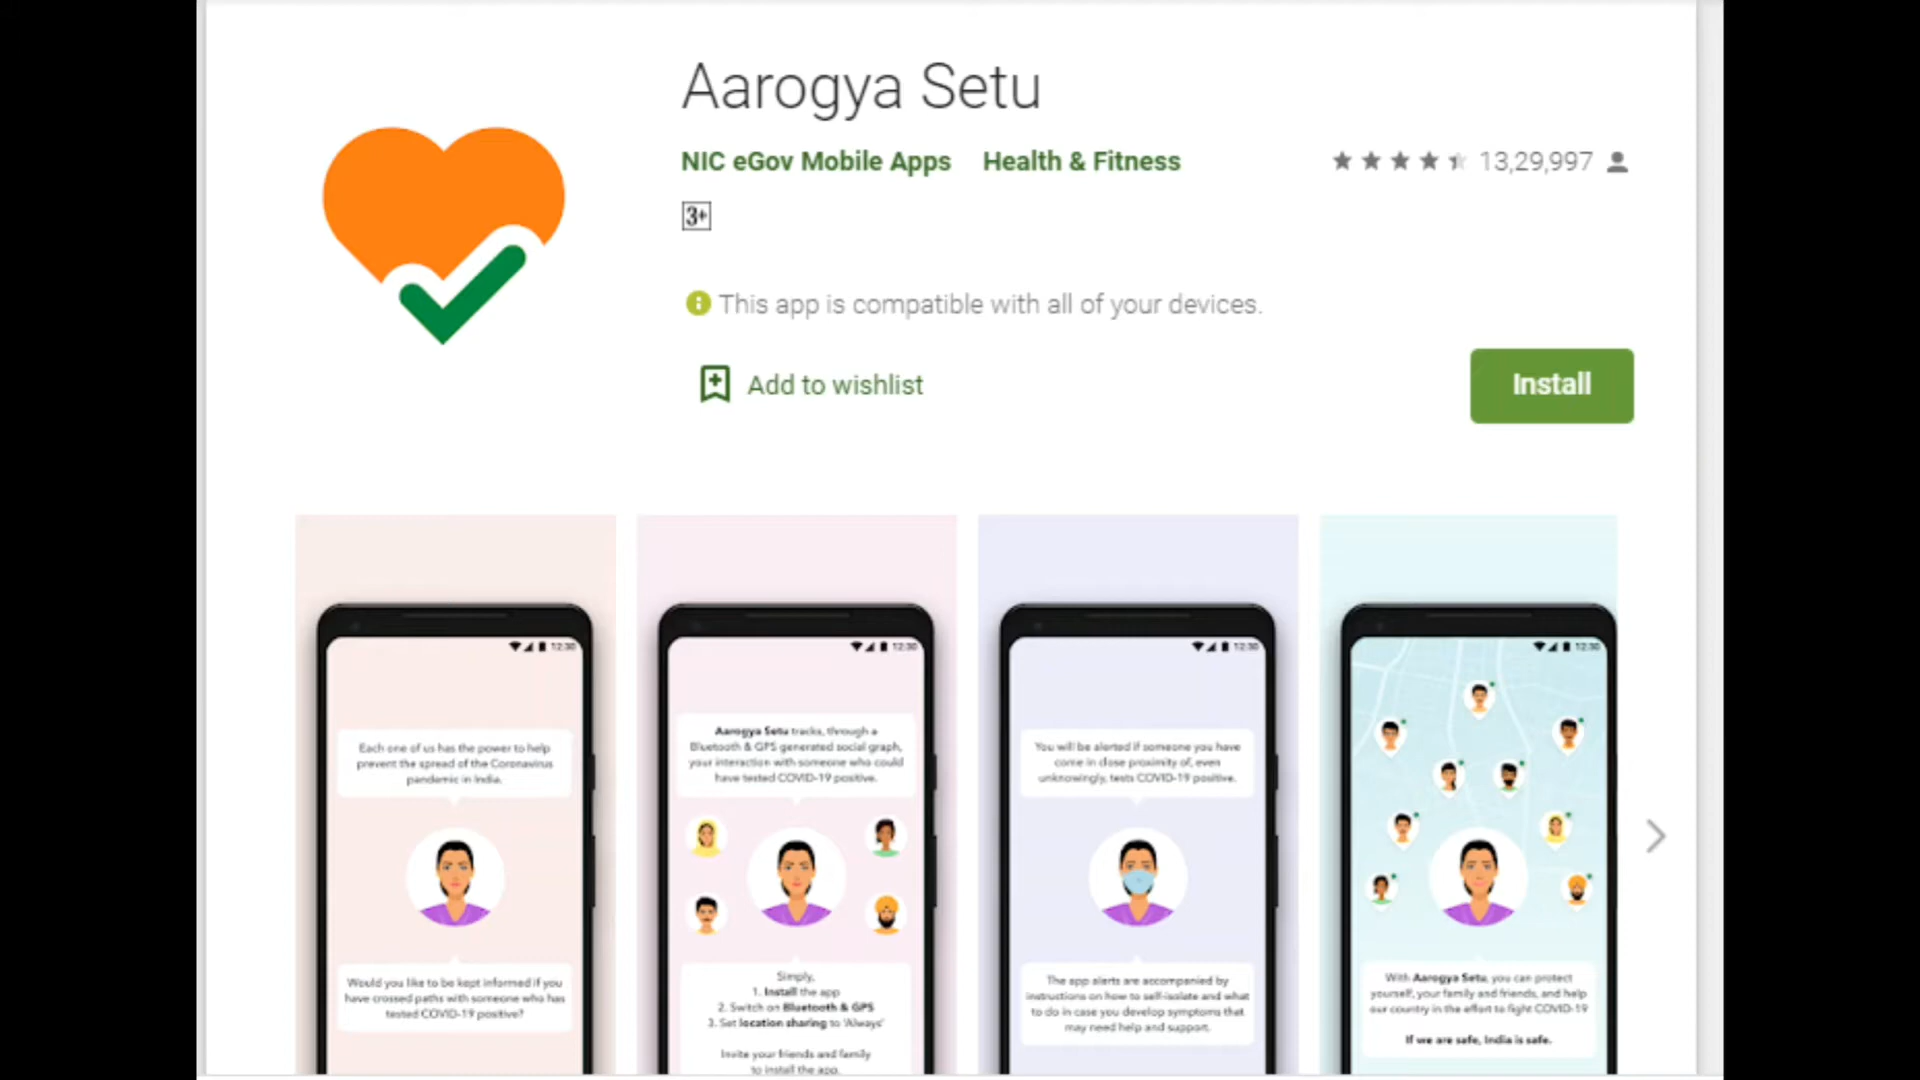 Aarogya Setu
NIC eGov Mobile Apps Health & Fitness 13,29,997
3+
This app is compatible with all of your devices.
Add to wishlist
Install
12:30
Each one of us has the power to help
prevent the spread of the Coronavirus
pandemic in India.
Would you like to be kept informed if you
have crossed paths with someone who has
tested COVID-19 positive?
12:30
Aarogya Setu tracks, through a
Bluetooth & GPS generated social graph,
your interaction with someone who could
have tested COVID-19 positive.
Simply,
1. Install the app
2. Switch on Bluetooth & GPS
3. Set location sharing to 'Always'
Invite your friends and family
to install the app.
12:30
You will be alerted if someone you have
come in close proximity of, even
unknowingly, tests COVID-19 positive.
The app alerts are accompanied by
instructions on how to self-isolate and what
to do in case you develop symptoms that
may need help and support.
12:30
With Aarogya Setu, you can protect
yourself, your family and friends, and help
our country in the effort to fight COVID-19
If we are safe, India is safe.